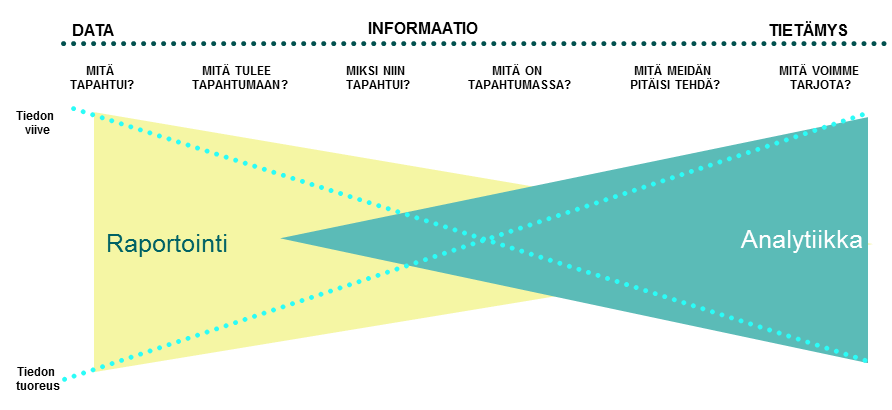 DATA INFORMAATIO TIETÄMYS
MITÄ TAPAHTUI?
MITÄ TULEE TAPAHTUMAAN?
MIKSI NIIN TAPAHTUI?
MITÄ ON TAPAHTUMASSA?
MITÄ MEIDÄN PITÄISI TEHDÄ?
MITÄ VOIMME TARJOTA?
Tiedon
viive
Raportointi
Analytiikka
Tiedon
tuoreus